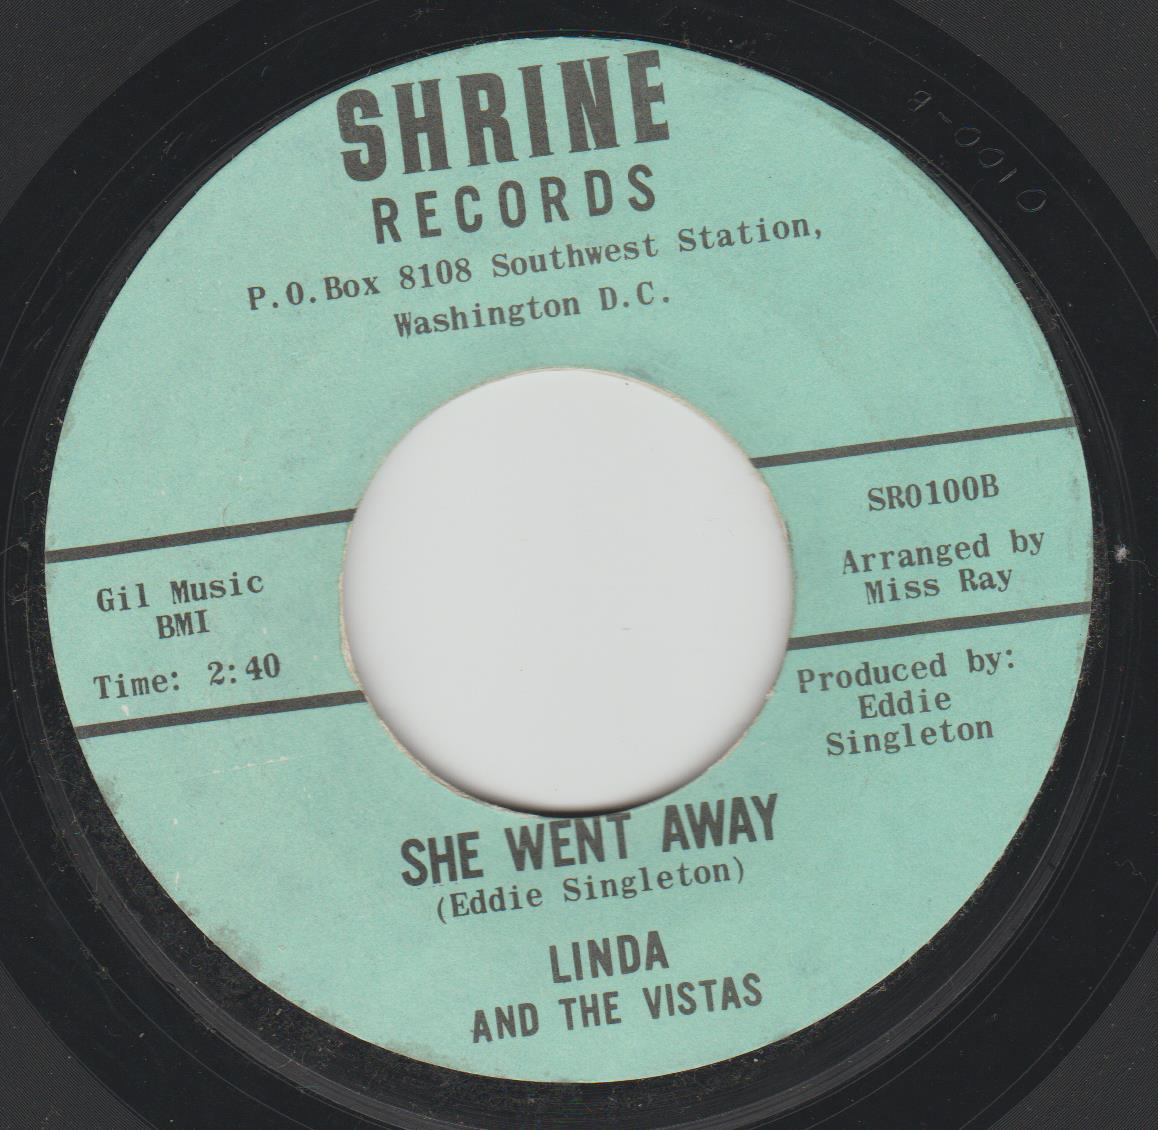 SHRINE
RECORDS
P.O.Box 8108 Southwest Station,
Washington D.C.
SR0100B
Arranged by
Miss Ray
Gil Music
BMI
Time: 2:40
Produced by:
Eddie
Singleton
SHE WENT AWAY
(Eddie Singleton)
LINDA
AND THE VISTAS